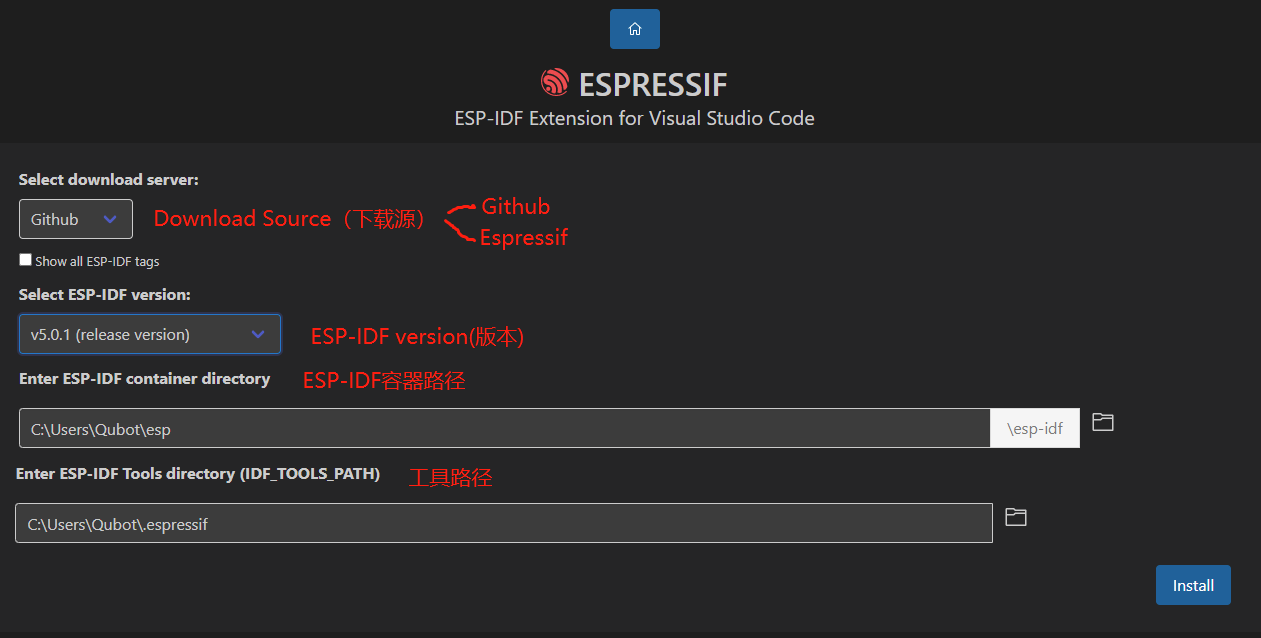 ESPRESSIF
ESP-IDF Extension for Visual Studio Code
Select download server:
Github
Download Source（下载源）
Github
Espressif
Show all ESP-IDF tags
Select ESP-IDF version:
v5.0.1 (release version)
ESP-IDF version(版本)
Enter ESP-IDF container directory
ESP-IDF容器路径
C:\Users\Qubot\esp
\esp-idf
Enter ESP-IDF Tools directory (IDF_TOOLS_PATH)
工具路径
C:\Users\Qubot\.espressif
Install